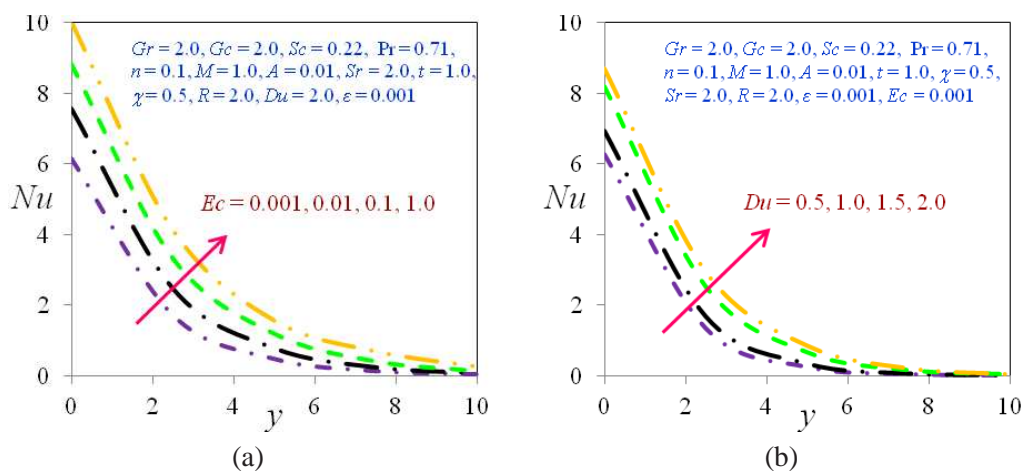 10
8
6
4
2
0
Nu
Gr = 2.0, Gc = 2.0, Sc = 0.22, Pr = 0.71,
n = 0.1, M = 1.0, A = 0.01, Sr = 2.0, t = 1.0,
χ = 0.5, R = 2.0, Du = 2.0, ε = 0.001
Ec = 0.001, 0.01, 0.1, 1.0
0 2 4 6 8 10
y
(a)
10
8
6
4
2
0
Nu
Gr = 2.0, Gc = 2.0, Sc = 0.22, Pr = 0.71,
n = 0.1, M = 1.0, A = 0.01, t = 1.0, χ = 0.5,
Sr = 2.0, R = 2.0, ε = 0.001, Ec = 0.001
Du = 0.5, 1.0, 1.5, 2.0
0 2 4 6 8 10
y
(b)